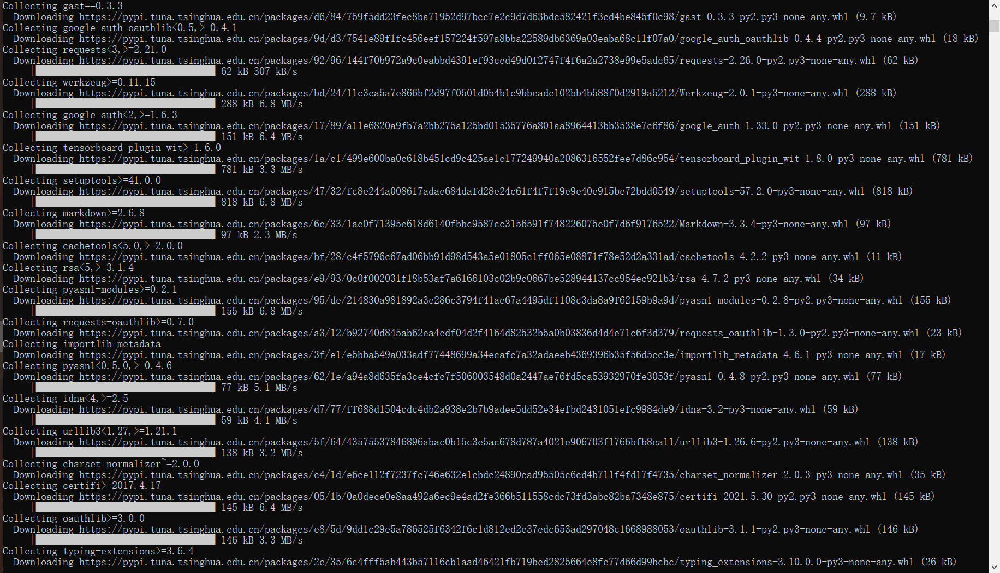 Collecting gast==0.3.3
Downloading https://pypi.tuna.tsinghua.edu.cn/packages/d6/84/759f5dd23fec8ba71952d97bcc7e2c9d7d63bdc582421f3cd4be845f0c98/gast-0.3.3-py2.py3-none-any.whl (9.7 kB)
Collecting google-auth-oauthlib<0.5,>=0.4.1
Downloading https://pypi.tuna.tsinghua.edu.cn/packages/9d/d3/7541e89f1fc456eef157224f597a8bba22589db6369a03eaba68c11f07a0/google_auth_oauthlib-0.4.4-py2.py3-none-any.whl (18 kB)
Collecting requests<3,>=2.21.0
Downloading https://pypi.tuna.tsinghua.edu.cn/packages/92/96/144f70b972a9c0eabbd4391ef93ccd49d0f2747f4f6a2a2738e99e5adc65/requests-2.26.0-py2.py3-none-any.whl (62 kB)
62 kB 307 kB/s
Collecting werkzeug>=0.11.15
Downloading https://pypi.tuna.tsinghua.edu.cn/packages/bd/24/11c3ea5a7e866bf2d97f0501d0b4b1c9bbeade102bb4b588f0d2919a5212/Werkzeug-2.0.1-py3-none-any.whl (288 kB)
288 kB 6.8 MB/s
Collecting google-auth<2,>=1.6.3
Downloading https://pypi.tuna.tsinghua.edu.cn/packages/17/89/a11e6820a9fb7a2bb275a125bd01535776a801aa8964413bb3538e7c6f86/google_auth-1.33.0-py2.py3-none-any.whl (151 kB)
151 kB 6.4 MB/s
Collecting tensorboard-plugin-wit>=1.6.0
Downloading https://pypi.tuna.tsinghua.edu.cn/packages/1a/c1/499e600ba0c618b451cd9c425ae1c177249940a2086316552fee7d86c954/tensorboard_plugin_wit-1.8.0-py3-none-any.whl (781 kB)
781 kB 3.3 MB/s
Collecting setuptools>=41.0.0
Downloading https://pypi.tuna.tsinghua.edu.cn/packages/47/32/fc8e244a008617adae684dafd28e24c61f4f7f19e9e40e915be72bdd0549/setuptools-57.2.0-py3-none-any.whl (818 kB)
818 kB 6.8 MB/s
Collecting markdown>=2.6.8
Downloading https://pypi.tuna.tsinghua.edu.cn/packages/6e/33/1ae0f71395e618d6140fbbc9587cc3156591f748226075e0f7d6f9176522/Markdown-3.3.4-py3-none-any.whl (97 kB)
97 kB 2.3 MB/s
Collecting cachetools<5.0,>=2.0.0
Downloading https://pypi.tuna.tsinghua.edu.cn/packages/bf/28/c4f5796c67ad06bb91d98d543a5e01805c1ff065e08871f78e52d2a331ad/cachetools-4.2.2-py3-none-any.whl (11 kB)
Collecting rsa<5,>=3.1.4
Downloading https://pypi.tuna.tsinghua.edu.cn/packages/e9/93/0c0f002031f18b53af7a6166103c02b9c0667be528944137cc954ec921b3/rsa-4.7.2-py3-none-any.whl (34 kB)
Collecting pyasn1-modules>=0.2.1
Downloading https://pypi.tuna.tsinghua.edu.cn/packages/95/de/214830a981892a3e286c3794f41ae67a4495df1108c3da8a9f62159b9a9d/pyasn1_modules-0.2.8-py2.py3-none-any.whl (155 kB)
155 kB 6.8 MB/s
Collecting requests-oauthlib>=0.7.0
Downloading https://pypi.tuna.tsinghua.edu.cn/packages/a3/12/b92740d845ab62ea4edf04d2f4164d82532b5a0b03836d4d4e71c6f3d379/requests_oauthlib-1.3.0-py2.py3-none-any.whl (23 kB)
Collecting importlib-metadata
Downloading https://pypi.tuna.tsinghua.edu.cn/packages/3f/e1/e5bba549a033adf77448699a34ecafc7a32adaeeb4369396b35f56d5cc3e/importlib_metadata-4.6.1-py3-none-any.whl (17 kB)
Collecting pyasn1<0.5.0,>=0.4.6
Downloading https://pypi.tuna.tsinghua.edu.cn/packages/62/1e/a94a8d635fa3ce4cfc7f506003548d0a2447ae76fd5ca53932970fe3053f/pyasn1-0.4.8-py2.py3-none-any.whl (77 kB)
77 kB 5.1 MB/s
Collecting idna<4,>=2.5
Downloading https://pypi.tuna.tsinghua.edu.cn/packages/d7/77/ff688d1504cdc4db2a938e2b7b9adee5dd52e34efbd2431051efc9984de9/idna-3.2-py3-none-any.whl (59 kB)
59 kB 4.1 MB/s
Collecting urllib3<1.27,>=1.21.1
Downloading https://pypi.tuna.tsinghua.edu.cn/packages/5f/64/43575537846896abac0b15c3e5ac678d787a4021e906703f1766bfb8ea11/urllib3-1.26.6-py2.py3-none-any.whl (138 kB)
138 kB 3.2 MB/s
Collecting charset-normalizer~=2.0.0
Downloading https://pypi.tuna.tsinghua.edu.cn/packages/c4/1d/e6ce112f7237fc746e632e1cbdc24890cad95505c6cd4b711f4fd17f4735/charset_normalizer-2.0.3-py3-none-any.whl (35 kB)
Collecting certifi>=2017.4.17
Downloading https://pypi.tuna.tsinghua.edu.cn/packages/05/1b/0a0dece0e8aa492a6ec9e4ad2fe366b511558cdc73fd3abc82ba7348e875/certifi-2021.5.30-py2.py3-none-any.whl (145 kB)
145 kB 6.4 MB/s
Collecting oauthlib>=3.0.0
Downloading https://pypi.tuna.tsinghua.edu.cn/packages/e8/5d/9dd1c29e5a786525f6342f6c1d812ed2e37edc653ad297048c1668988053/oauthlib-3.1.1-py2.py3-none-any.whl (146 kB)
146 kB 3.3 MB/s
Collecting typing-extensions>=3.6.4
Downloading https://pypi.tuna.tsinghua.edu.cn/packages/2e/35/6c4fff5ab443b57116cb1aad46421fb719bed2825664e8fe77d66d99bcbc/typing_extensions-3.10.0.0-py3-none-any.whl (26 kB)